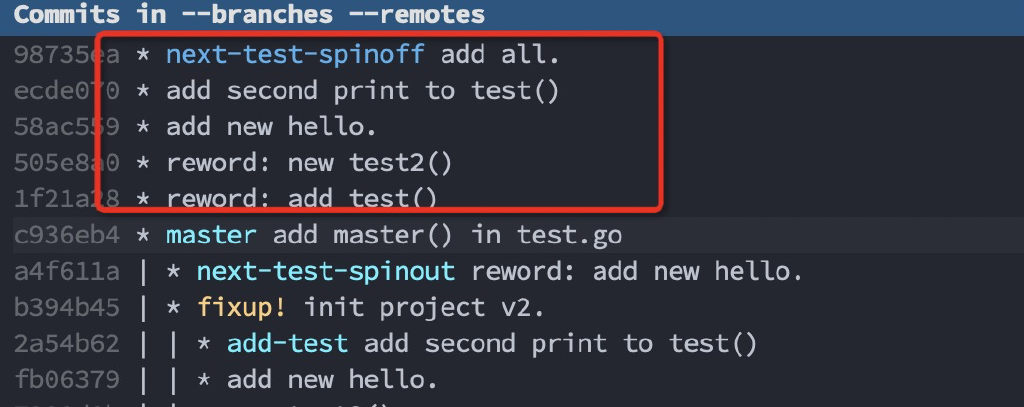 Commits in --branches --remotes
98735ea * next-test-spinoff add all.
ecde070 * add second print to test()
58ac559 * add new hello.
505e8a0 * reword: new test2()
1f21a28 * reword: add test()
c936eb4 * master add master() in test.go
a4f611a | * next-test-spinout reword: add new hello.
b394b45 | * fixup! init project v2.
2a54b62 | | * add-test add second print to test()
fb06379 | | * add new hello.